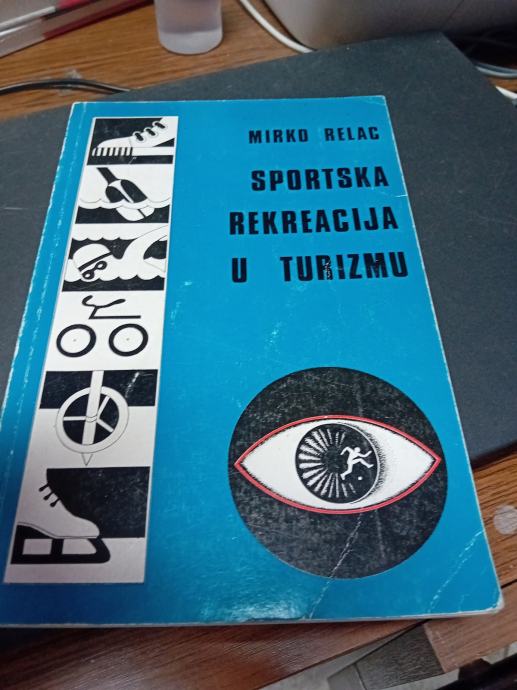 MIRKO RELAC
SPORTSKA
REKREACIJA
U TURIZMU